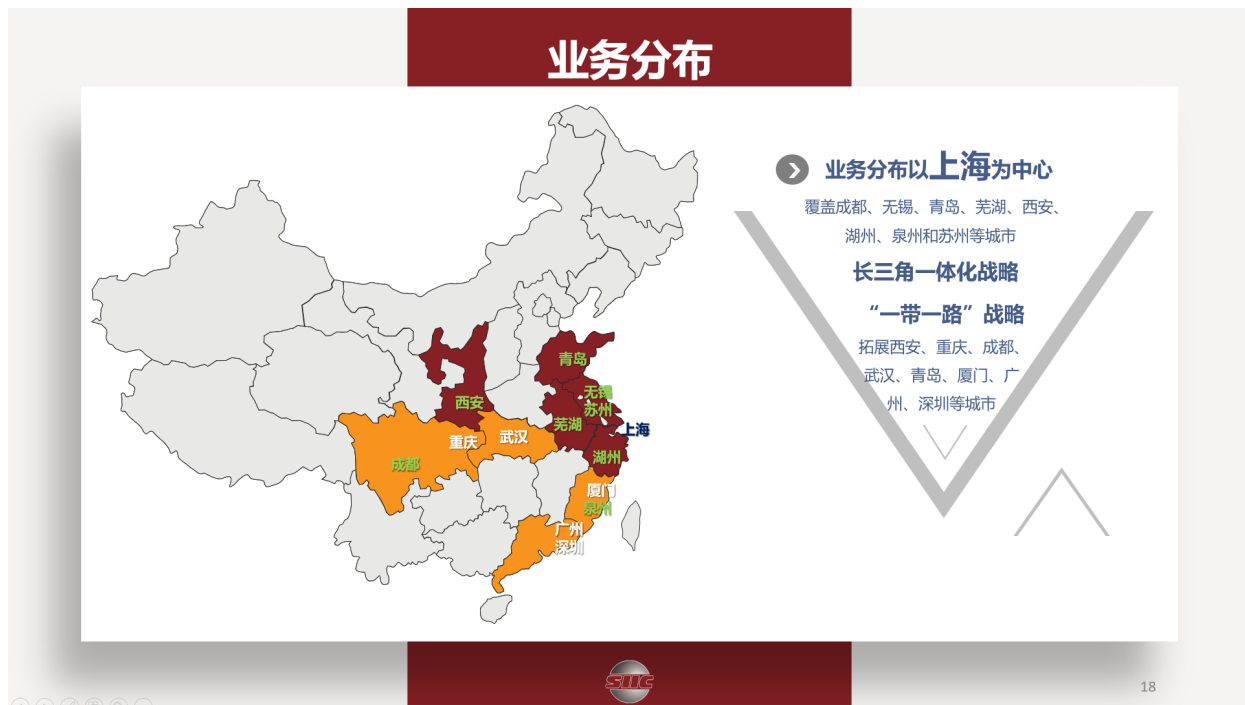 业务分布
业务分布以上海为中心
覆盖成都、无锡、青岛、芜湖、西安、
湖州、泉州和苏州等城市
长三角一体化战略
“一带一路”战略
拓展西安、重庆、成都、
武汉、青岛、厦门、广
州、深圳等城市
青岛
无锡
苏州
西安
芜湖
上海
重庆
武汉
湖州
成都
厦门
泉州
广州
深圳
SIIC
18